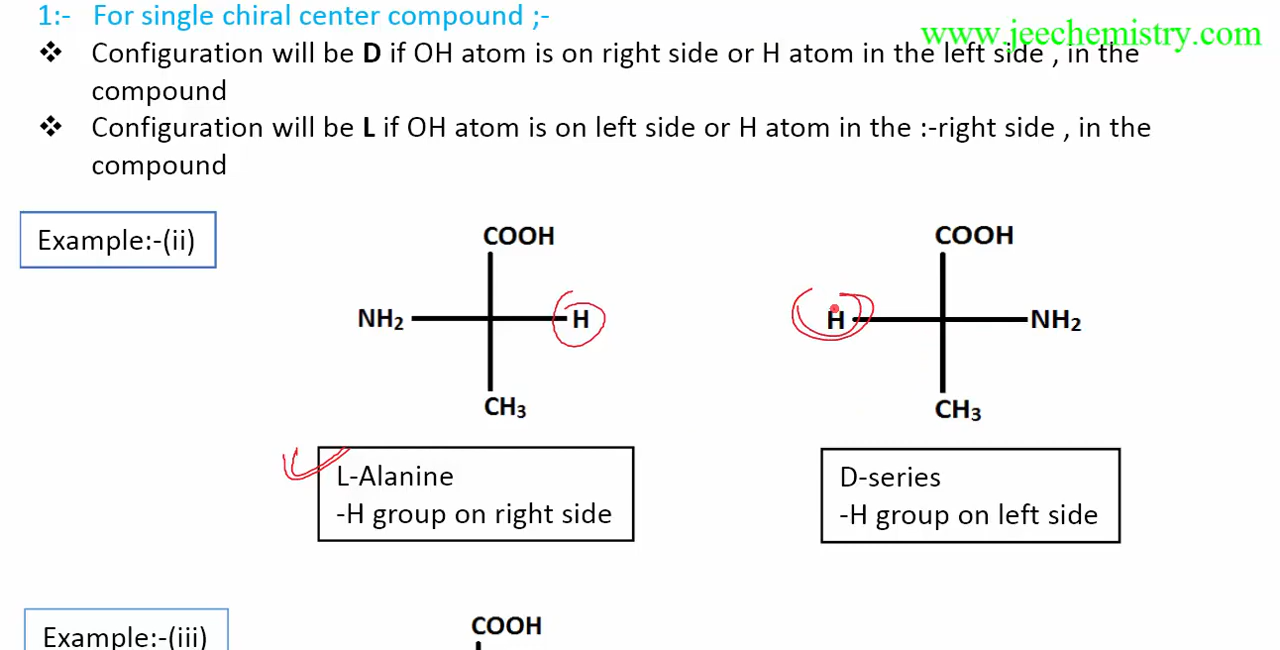 1:- For single chiral center compound ;-
www.jeechemistry.com
❖ Configuration will be D if OH atom is on right side or H atom in the left side , in the
compound
❖ Configuration will be L if OH atom is on left side or H atom in the :-right side , in the
compound
Example:-(ii)
COOH
NH₂ H
CH₃
COOH
H NH₂
CH₃
L-Alanine
-H group on right side
D-series
-H group on left side
Example:-(iii)
COOH